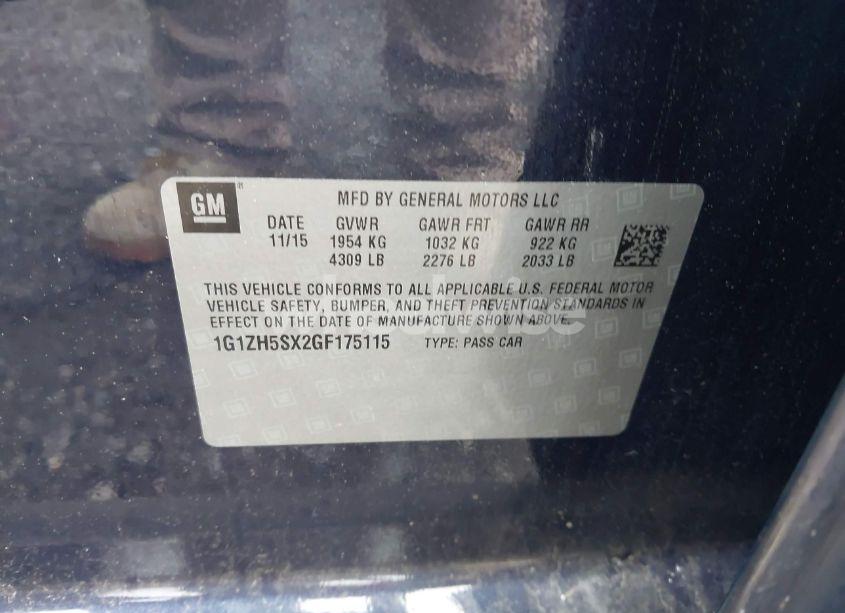 GM
MFD BY GENERAL MOTORS LLC
DATE GVWR GAWR FRT GAWR RR
11/15 1954 KG 1032 KG 922 KG
4309 LB 2276 LB 2033 LB
THIS VEHICLE CONFORMS TO ALL APPLICABLE U.S. FEDERAL MOTOR
VEHICLE SAFETY, BUMPER, AND THEFT PREVENTION STANDARDS IN
EFFECT ON THE DATE OF MANUFACTURE SHOWN ABOVE.
1G1ZH5SX2GF175115 TYPE: PASS CAR